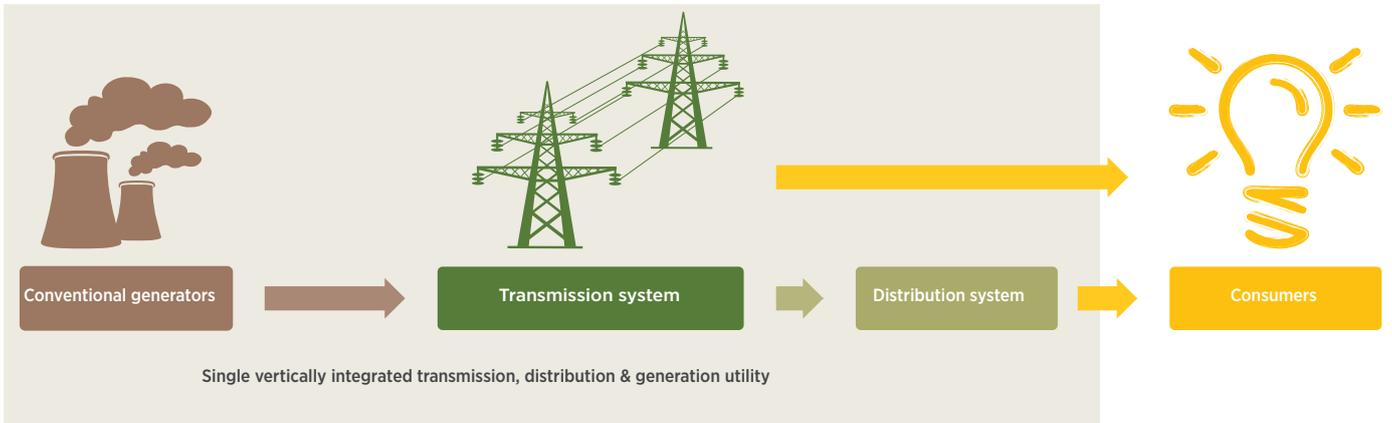 Conventional generators
Transmission system
Distribution system
Consumers
Single vertically integrated transmission, distribution & generation utility